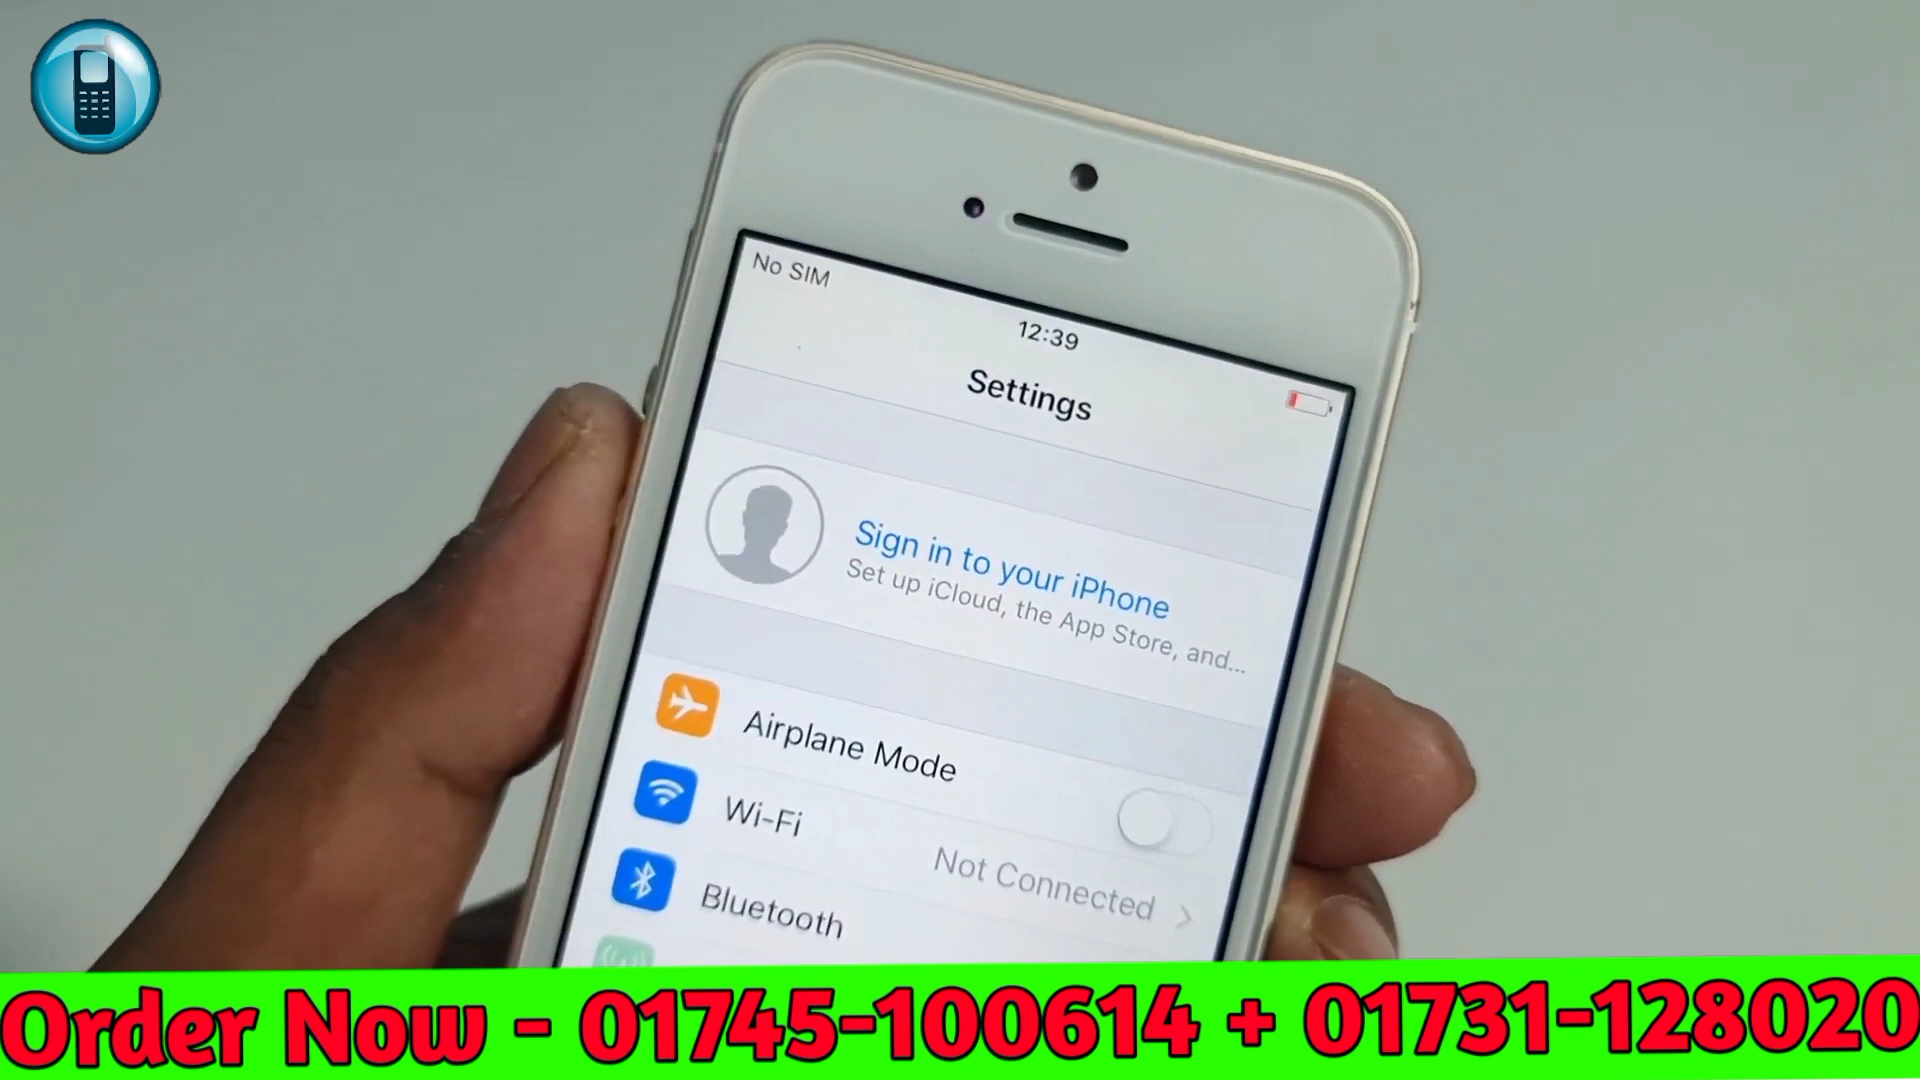 No SIM
12:39
Settings
Sign in to your iPhone
Set up iCloud, the App Store, and...
Airplane Mode
Wi-Fi
Not Connected
Bluetooth
Order Now - 01745-100614 + 01731-128020